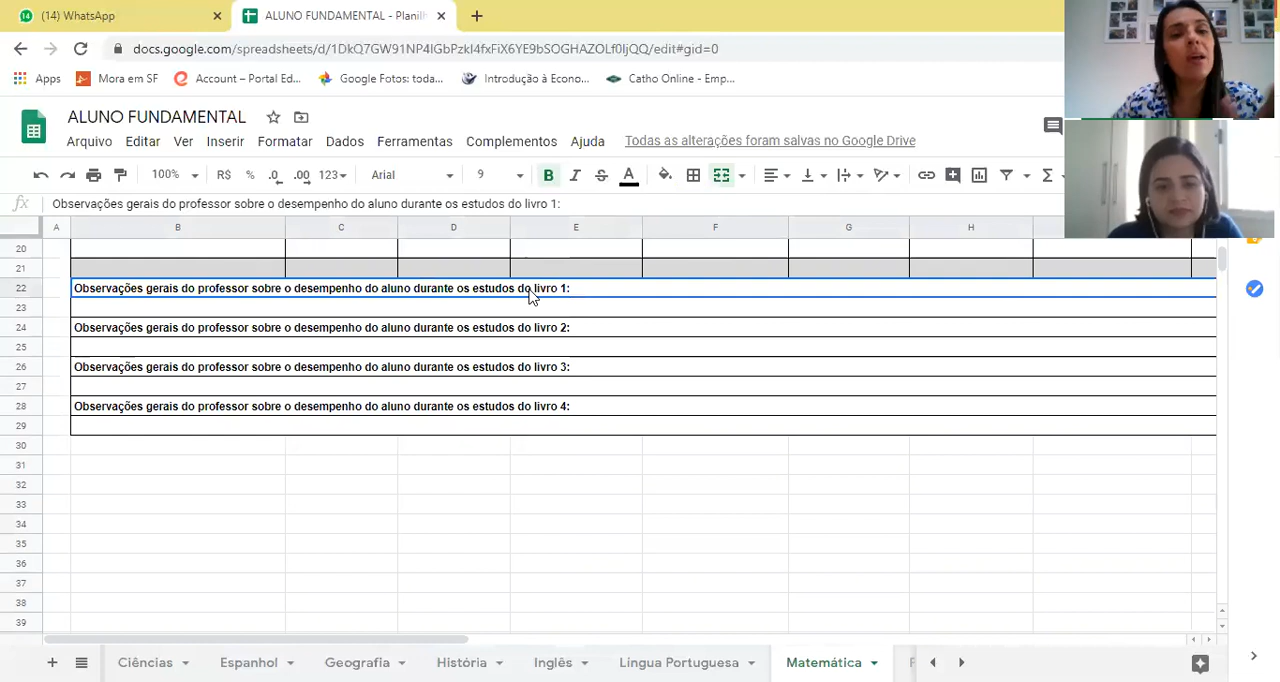 (14) WhatsApp
ALUNO FUNDAMENTAL - Planilh
docs.google.com/spreadsheets/d/1DkQ7GW91NP4lGbPzkI4fxFiX6YE9bSOGHAZOLf0IjQQ/edit#gid=0
Apps Mora em SF Account – Portal Ed... Google Fotos: toda... Introdução à Econo... Catho Online - Emp...
ALUNO FUNDAMENTAL
Arquivo Editar Ver Inserir Formatar Dados Ferramentas Complementos Ajuda Todas as alterações foram salvas no Google Drive
100% R$ % .0 .00 123 Arial 9 B I S A Σ
fx Observações gerais do professor sobre o desempenho do aluno durante os estudos do livro 1:
A B C D E F G H
20
21
22 Observações gerais do professor sobre o desempenho do aluno durante os estudos do livro 1:
23
24 Observações gerais do professor sobre o desempenho do aluno durante os estudos do livro 2:
25
26 Observações gerais do professor sobre o desempenho do aluno durante os estudos do livro 3:
27
28 Observações gerais do professor sobre o desempenho do aluno durante os estudos do livro 4:
29
30
31
32
33
34
35
36
37
38
39
Ciências Espanhol Geografia História Inglês Língua Portuguesa Matemática